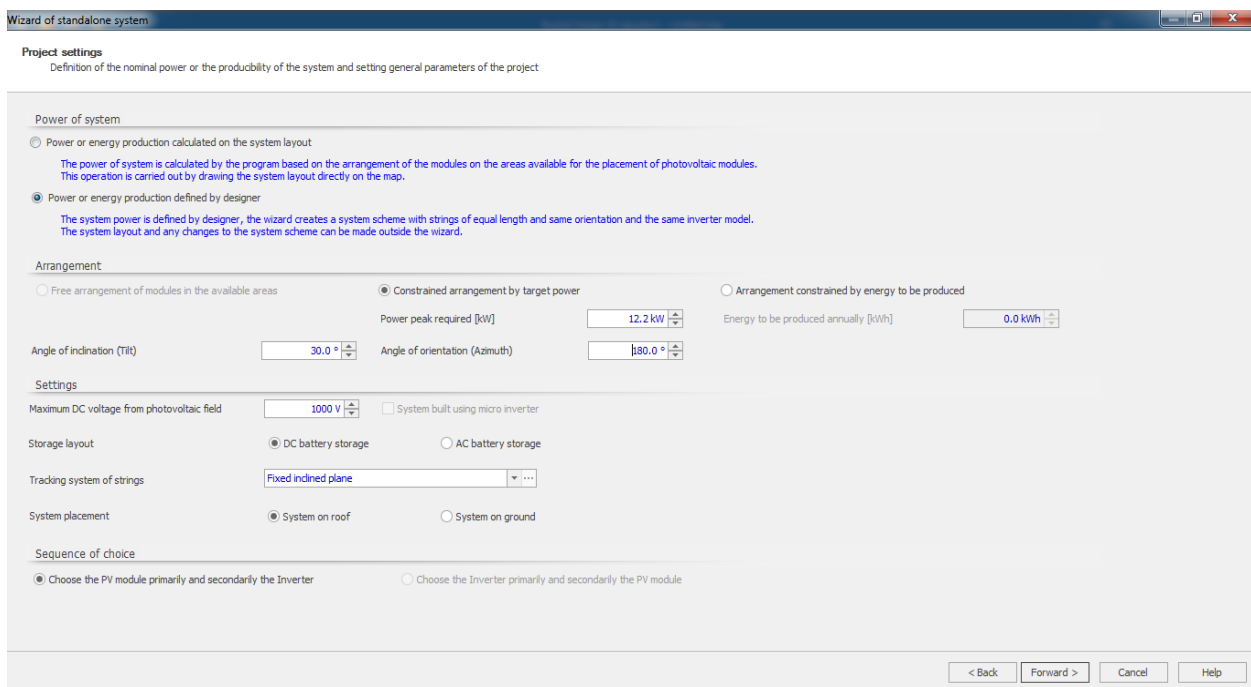 Wizard of standalone system
Project settings
Definition of the nominal power or the producibility of the system and setting general parameters of the project
Power of system
Power or energy production calculated on the system layout
The power of system is calculated by the program based on the arrangement of the modules on the areas available for the placement of photovoltaic modules.
This operation is carried out by drawing the system layout directly on the map.
Power or energy production defined by designer
The system power is defined by designer, the wizard creates a system scheme with strings of equal length and same orientation and the same inverter model.
The system layout and any changes to the system scheme can be made outside the wizard.
Arrangement
Free arrangement of modules in the available areas Constrained arrangement by target power Arrangement constrained by energy to be produced
Power peak required [kW] 12.2 kW Energy to be produced annually [kWh] 0.0 kWh
Angle of inclination (Tilt) 30.0 ° Angle of orientation (Azimuth) 180.0 °
Settings
Maximum DC voltage from photovoltaic field 1000 V System built using micro inverter
Storage layout DC battery storage AC battery storage
Tracking system of strings Fixed inclined plane
System placement System on roof System on ground
Sequence of choice
Choose the PV module primarily and secondarily the Inverter Choose the Inverter primarily and secondarily the PV module
< Back Forward > Cancel Help